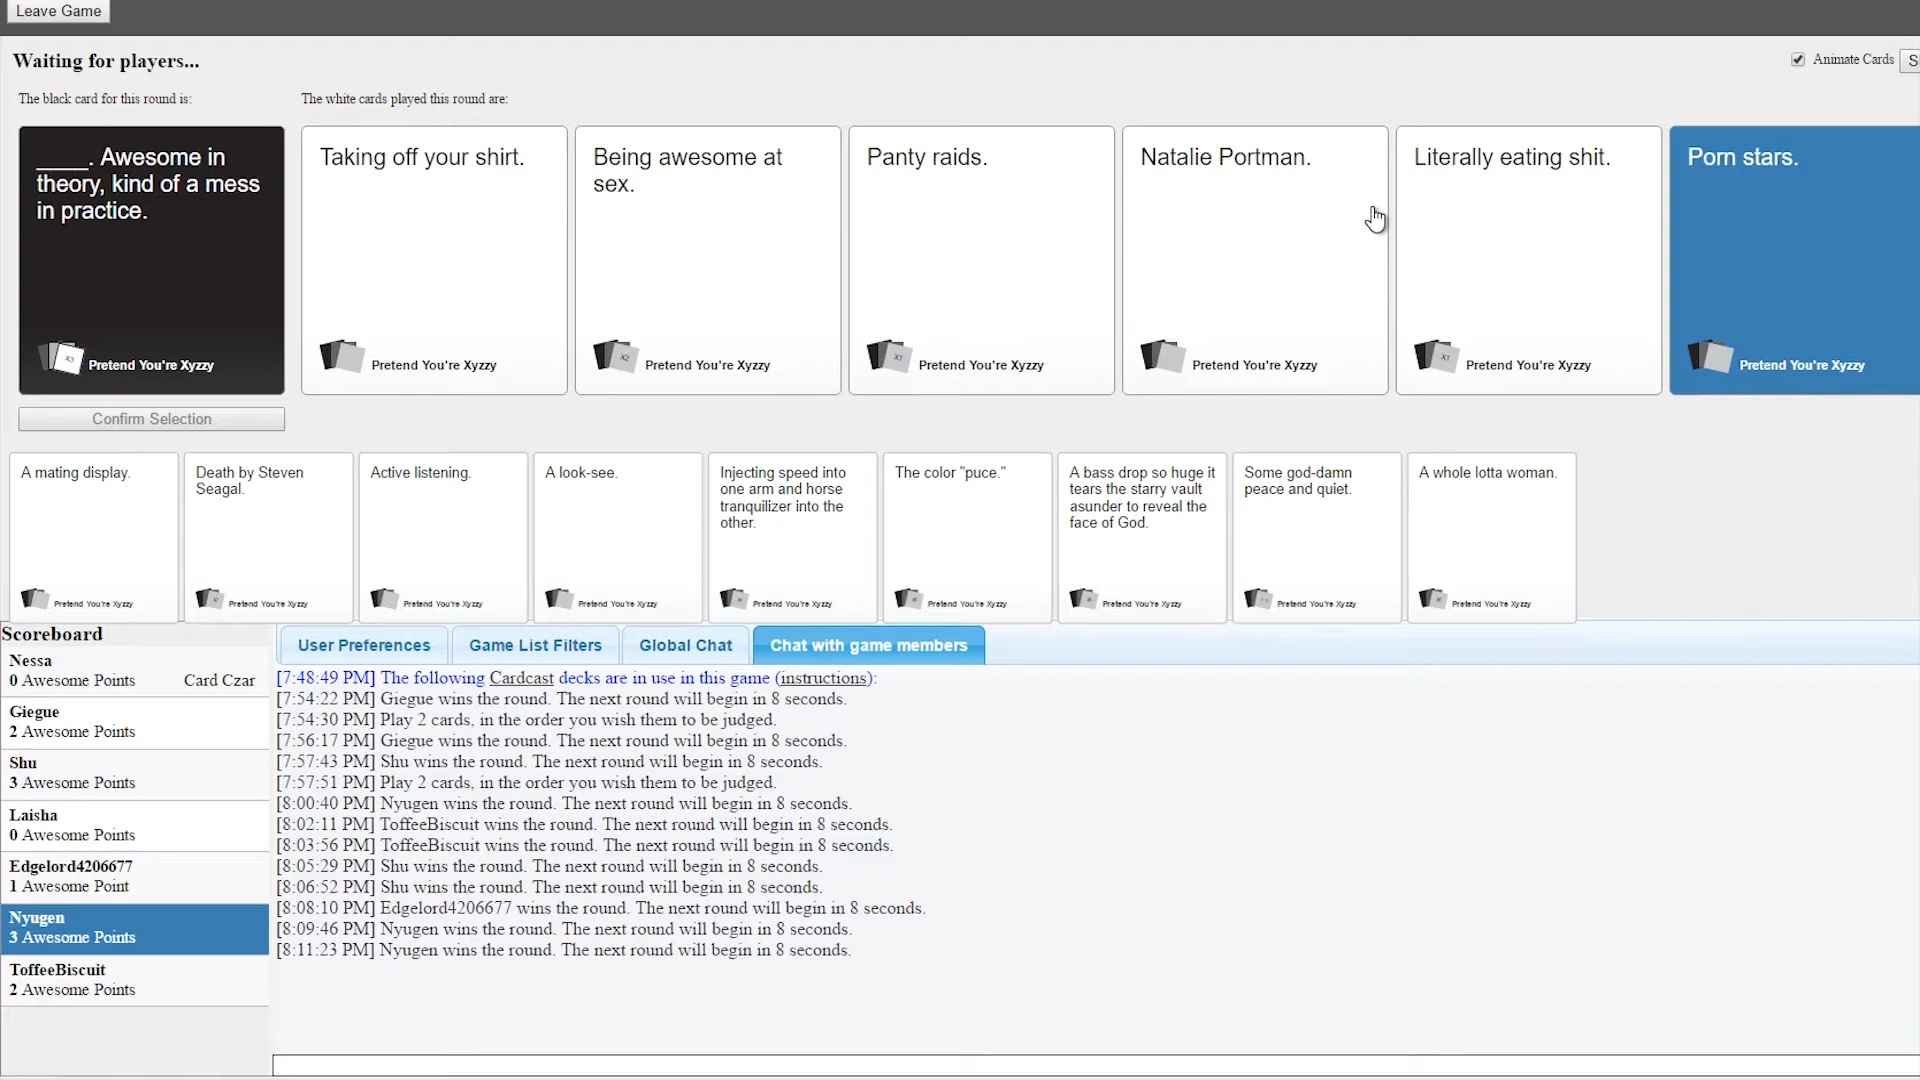 Leave Game
Waiting for players...
Animate Cards
The black card for this round is:
The white cards played this round are:
____. Awesome in
theory, kind of a mess
in practice.
X3
Pretend You're Xyzzy
Taking off your shirt.
Pretend You're Xyzzy
Being awesome at
sex.
X2
Pretend You're Xyzzy
Panty raids.
X1
Pretend You're Xyzzy
Natalie Portman.
Pretend You're Xyzzy
Literally eating shit.
X1
Pretend You're Xyzzy
Porn stars.
Pretend You're Xyzzy
Confirm Selection
A mating display.
Pretend You're Xyzzy
Death by Steven
Seagal.
Pretend You're Xyzzy
Active listening.
Pretend You're Xyzzy
A look-see.
Pretend You're Xyzzy
Injecting speed into
one arm and horse
tranquilizer into the
other.
Pretend You're Xyzzy
The color "puce."
Pretend You're Xyzzy
A bass drop so huge it
tears the starry vault
asunder to reveal the
face of God.
Pretend You're Xyzzy
Some god-damn
peace and quiet.
Pretend You're Xyzzy
A whole lotta woman.
Pretend You're Xyzzy
Scoreboard
Nessa
0 Awesome Points Card Czar
Giegue
2 Awesome Points
Shu
3 Awesome Points
Laisha
0 Awesome Points
Edgelord4206677
1 Awesome Point
Nyugen
3 Awesome Points
ToffeeBiscuit
2 Awesome Points
User Preferences
Game List Filters
Global Chat
Chat with game members
[7:48:49 PM] The following Cardcast decks are in use in this game (instructions):
[7:54:22 PM] Giegue wins the round. The next round will begin in 8 seconds.
[7:54:30 PM] Play 2 cards, in the order you wish them to be judged.
[7:56:17 PM] Giegue wins the round. The next round will begin in 8 seconds.
[7:57:43 PM] Shu wins the round. The next round will begin in 8 seconds.
[7:57:51 PM] Play 2 cards, in the order you wish them to be judged.
[8:00:40 PM] Nyugen wins the round. The next round will begin in 8 seconds.
[8:02:11 PM] ToffeeBiscuit wins the round. The next round will begin in 8 seconds.
[8:03:56 PM] ToffeeBiscuit wins the round. The next round will begin in 8 seconds.
[8:05:29 PM] Shu wins the round. The next round will begin in 8 seconds.
[8:06:52 PM] Shu wins the round. The next round will begin in 8 seconds.
[8:08:10 PM] Edgelord4206677 wins the round. The next round will begin in 8 seconds.
[8:09:46 PM] Nyugen wins the round. The next round will begin in 8 seconds.
[8:11:23 PM] Nyugen wins the round. The next round will begin in 8 seconds.